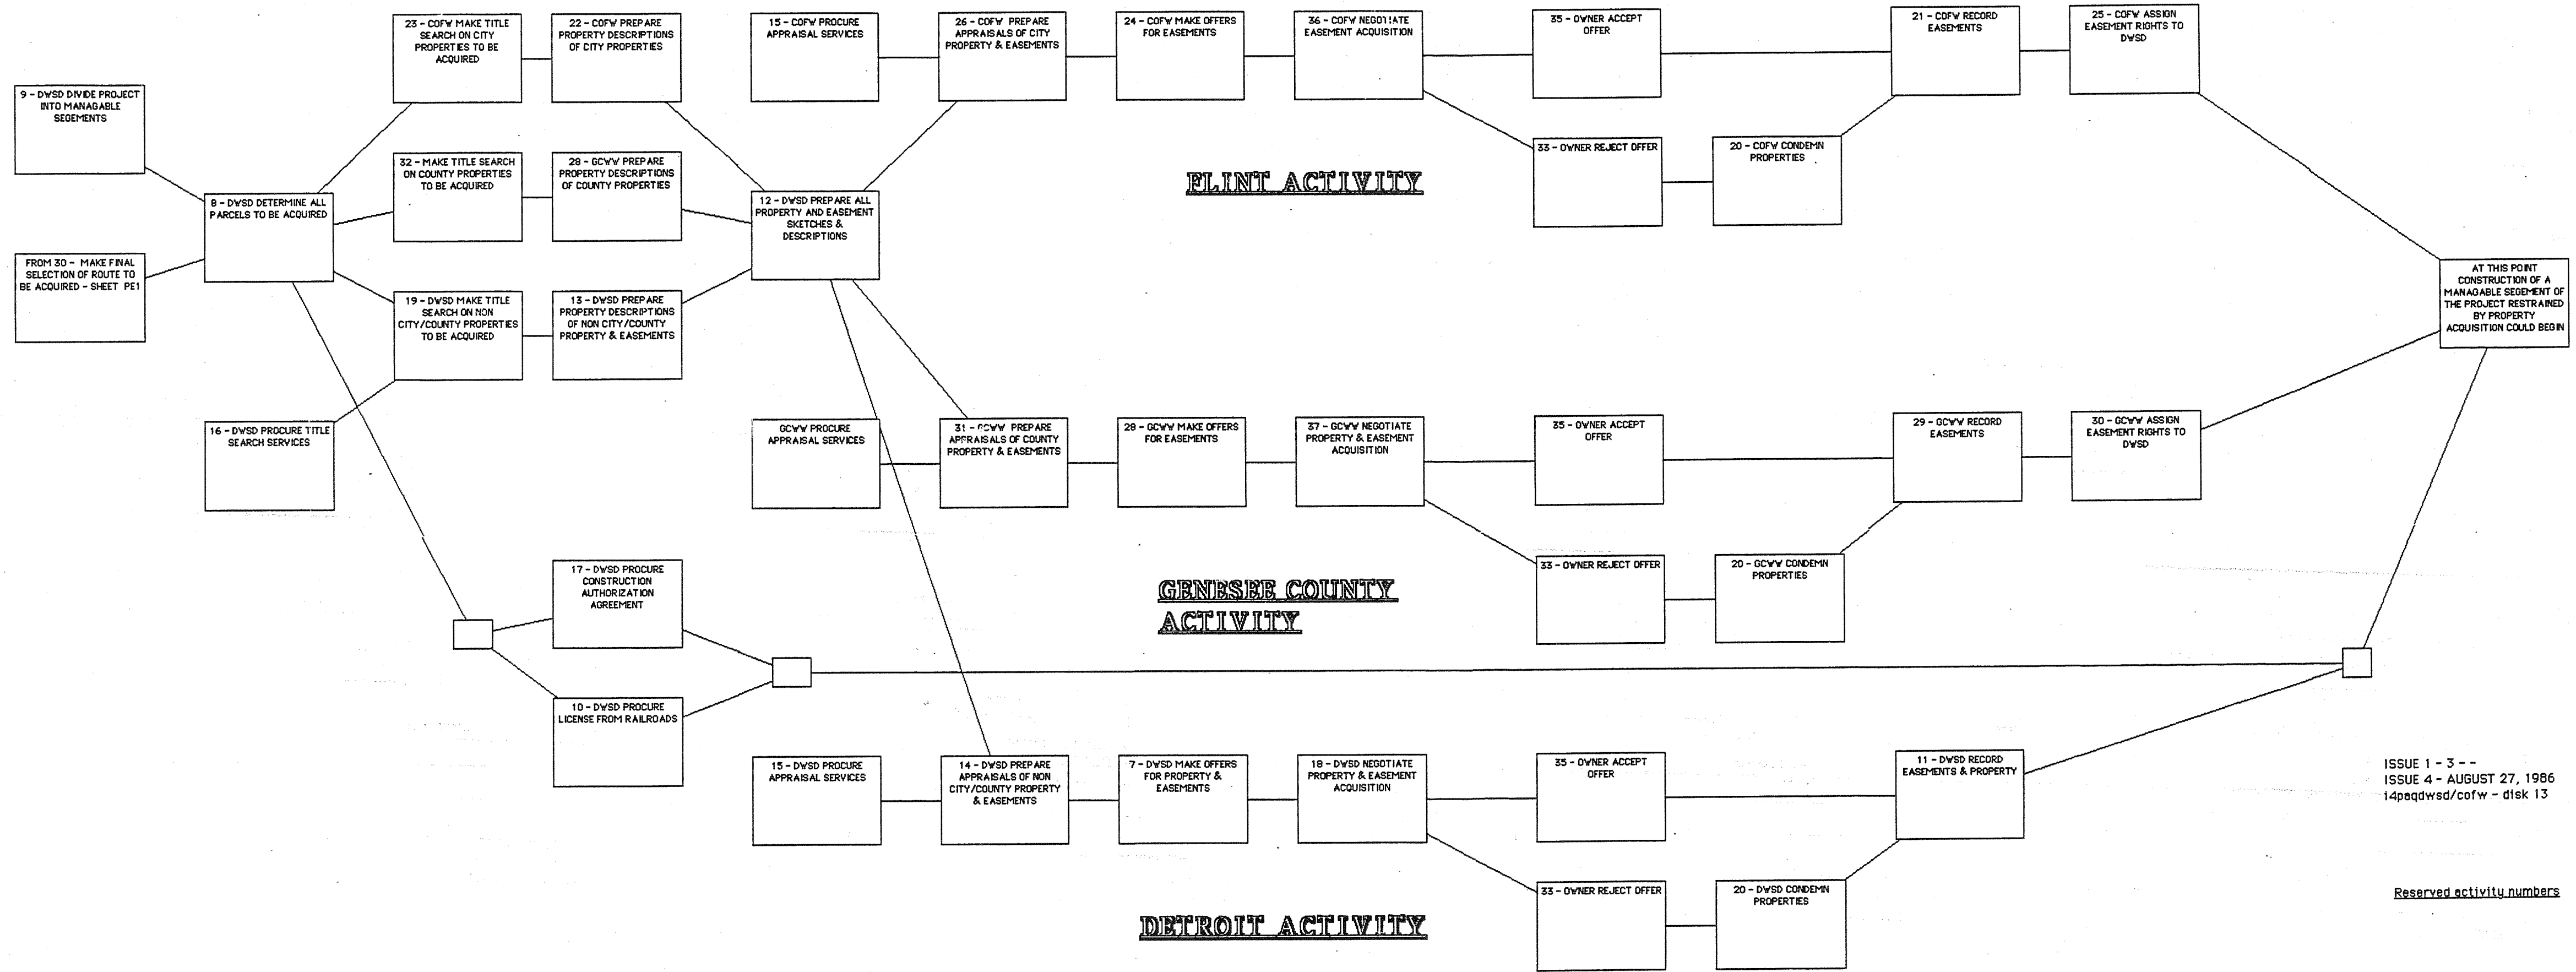 9 - DWSD DIVIDE PROJECT
INTO MANAGABLE
SEGEMENTS
FROM 30 - MAKE FINAL
SELECTION OF ROUTE TO
BE ACQUIRED - SHEET PE1
8 - DWSD DETERMINE ALL
PARCELS TO BE ACQUIRED
16 - DWSD PROCURE TITLE
SEARCH SERVICES
23 - COFW MAKE TITLE
SEARCH ON CITY
PROPERTIES TO BE
ACQUIRED
22 - COFW PREPARE
PROPERTY DESCRIPTIONS
OF CITY PROPERTIES
32 - MAKE TITLE SEARCH
ON COUNTY PROPERTIES
TO BE ACQUIRED
28 - GCWW PREPARE
PROPERTY DESCRIPTIONS
OF COUNTY PROPERTIES
19 - DWSD MAKE TITLE
SEARCH ON NON
CITY/COUNTY PROPERTIES
TO BE ACQUIRED
13 - DWSD PREPARE
PROPERTY DESCRIPTIONS
OF NON CITY/COUNTY
PROPERTY & EASEMENTS
12 - DWSD PREPARE ALL
PROPERTY AND EASEMENT
SKETCHES &
DESCRIPTIONS
15 - COFW PROCURE
APPRAISAL SERVICES
26 - COFW PREPARE
APPRAISALS OF CITY
PROPERTY & EASEMENTS
24 - COFW MAKE OFFERS
FOR EASEMENTS
36 - COFW NEGOTIATE
EASEMENT ACQUISITION
35 - OWNER ACCEPT
OFFER
33 - OWNER REJECT OFFER
20 - COFW CONDEMN
PROPERTIES
21 - COFW RECORD
EASEMENTS
25 - COFW ASSIGN
EASEMENT RIGHTS TO
DWSD
FLINT ACTIVITY
AT THIS POINT
CONSTRUCTION OF A
MANAGABLE SEGEMENT OF
THE PROJECT RESTRAINED
BY PROPERTY
ACQUISITION COULD BEGIN
GCWW PROCURE
APPRAISAL SERVICES
31 - GCWW PREPARE
APPRAISALS OF COUNTY
PROPERTY & EASEMENTS
28 - GCWW MAKE OFFERS
FOR EASEMENTS
37 - GCWW NEGOTIATE
PROPERTY & EASEMENT
ACQUISITION
35 - OWNER ACCEPT
OFFER
33 - OWNER REJECT OFFER
20 - GCWW CONDEMN
PROPERTIES
29 - GCWW RECORD
EASEMENTS
30 - GCWW ASSIGN
EASEMENT RIGHTS TO
DWSD
GENESEE COUNTY
ACTIVITY
17 - DWSD PROCURE
CONSTRUCTION
AUTHORIZATION
AGREEMENT
10 - DWSD PROCURE
LICENSE FROM RAILROADS
15 - DWSD PROCURE
APPRAISAL SERVICES
14 - DWSD PREPARE
APPRAISALS OF NON
CITY/COUNTY PROPERTY
& EASEMENTS
7 - DWSD MAKE OFFERS
FOR PROPERTY &
EASEMENTS
18 - DWSD NEGOTIATE
PROPERTY & EASEMENT
ACQUISITION
35 - OWNER ACCEPT
OFFER
33 - OWNER REJECT OFFER
20 - DWSD CONDEMN
PROPERTIES
11 - DWSD RECORD
EASEMENTS & PROPERTY
DETROIT ACTIVITY
ISSUE 1 - 3 - -
ISSUE 4 - AUGUST 27, 1986
i4paqdwsd/cofw - disk 13
Reserved activity numbers